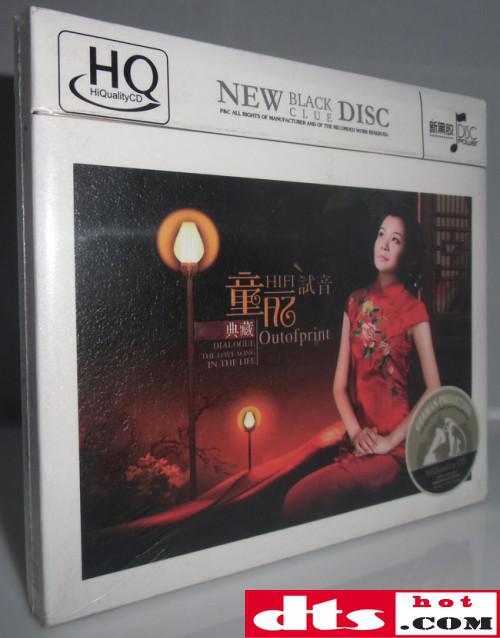 HQ
HiQualityCD
NEW BLACK CLUE DISC
P&C ALL RIGHTS OF MANUFACTURER AND OF THE RECORDED WORK RESERVED.
新黑胶 DISC
Power
HIFI 試音
童丽
典藏
Outofprint
DIALOGUE
THE LOVE SONG
IN THE LIFE
dts hot
.COM